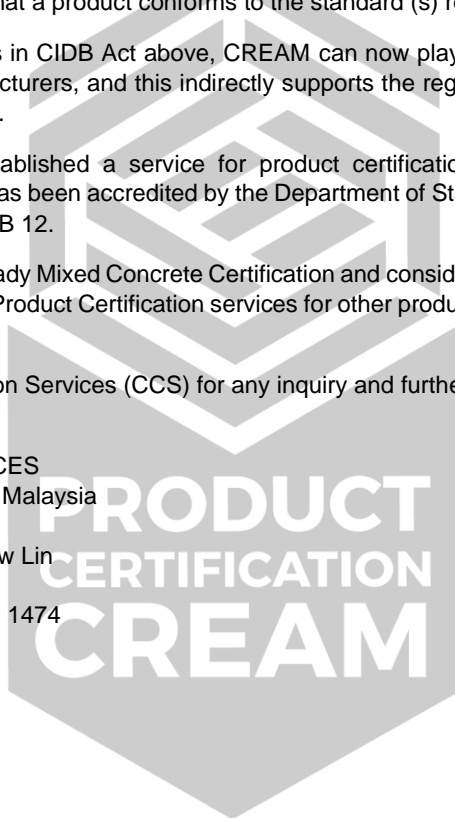 that a product conforms to the standard (s)
s in CIDB Act above, CREAM can now play
cturers, and this indirectly supports the reg
.
ablished a service for product certification
as been accredited by the Department of
B 12.
ady Mixed Concrete Certification and consid
Product Certification services for other produ
on Services (CCS) for any inquiry and furthe
CES
Malaysia
PRODUCT
w Lin
CERTIFICATION
1474
CREAM